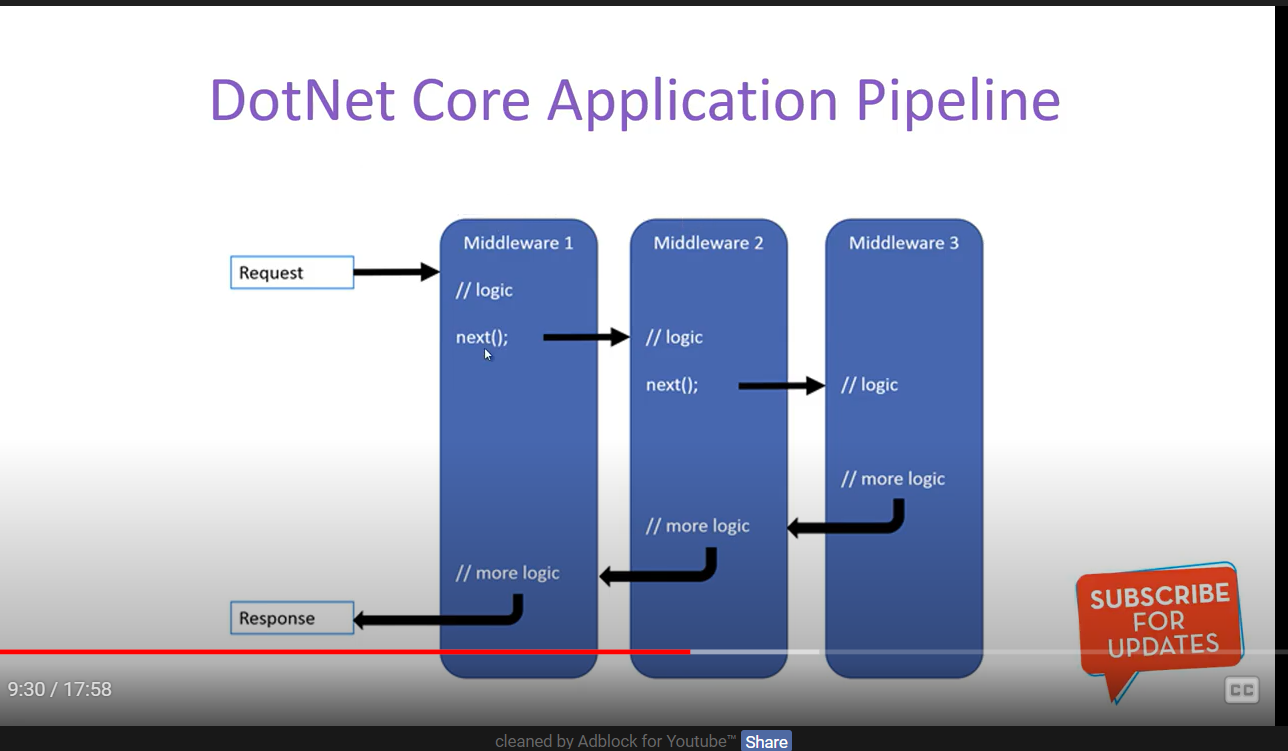 DotNet Core Application Pipeline
Middleware 1
Middleware 2
Middleware 3
Request
// logic
next();
// logic
next();
// logic
// more logic
// more logic
// more logic
Response
SUBSCRIBE
FOR
UPDATES
9:30 / 17:58
CC
cleaned by Adblock for Youtube™ Share